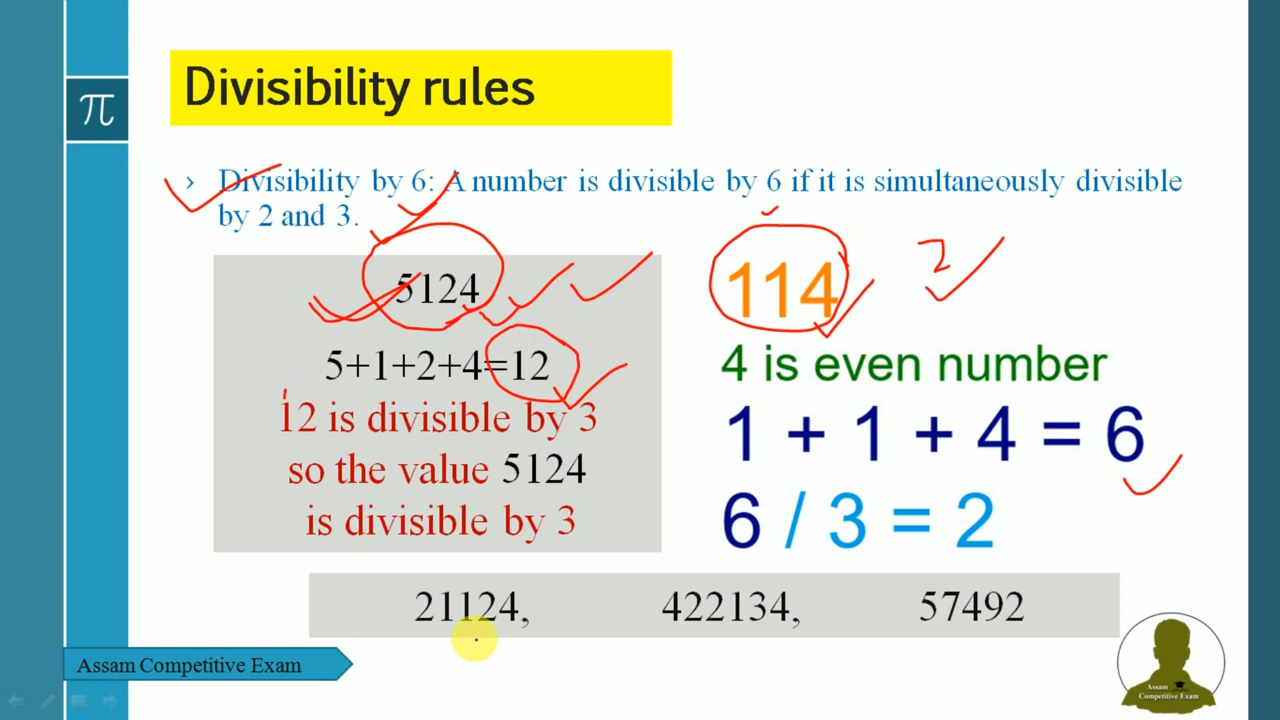 π
Divisibility rules
› Divisibility by 6: A number is divisible by 6 if it is simultaneously divisible
by 2 and 3.
5124
5+1+2+4=12
12 is divisible by 3
so the value 5124
is divisible by 3
114
2
4 is even number
1 + 1 + 4 = 6
6 / 3 = 2
21124, 422134, 57492
Assam Competitive Exam
Assam
Competitive Exam